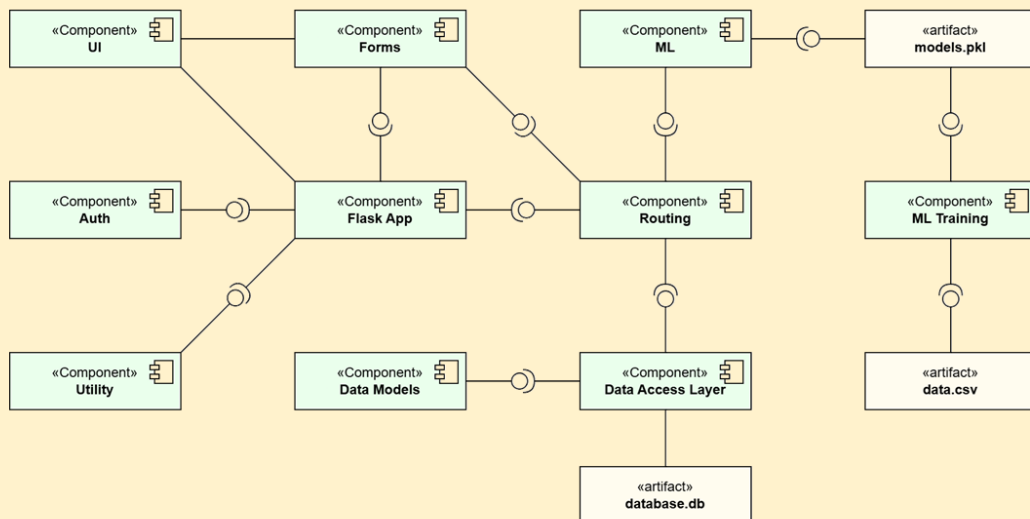 «Component»
UI
«Component»
Forms
«Component»
ML
«artifact»
models.pkl
«Component»
Auth
«Component»
Flask App
«Component»
Routing
«Component»
ML Training
«Component»
Utility
«Component»
Data Models
«Component»
Data Access Layer
«artifact»
data.csv
«artifact»
database.db